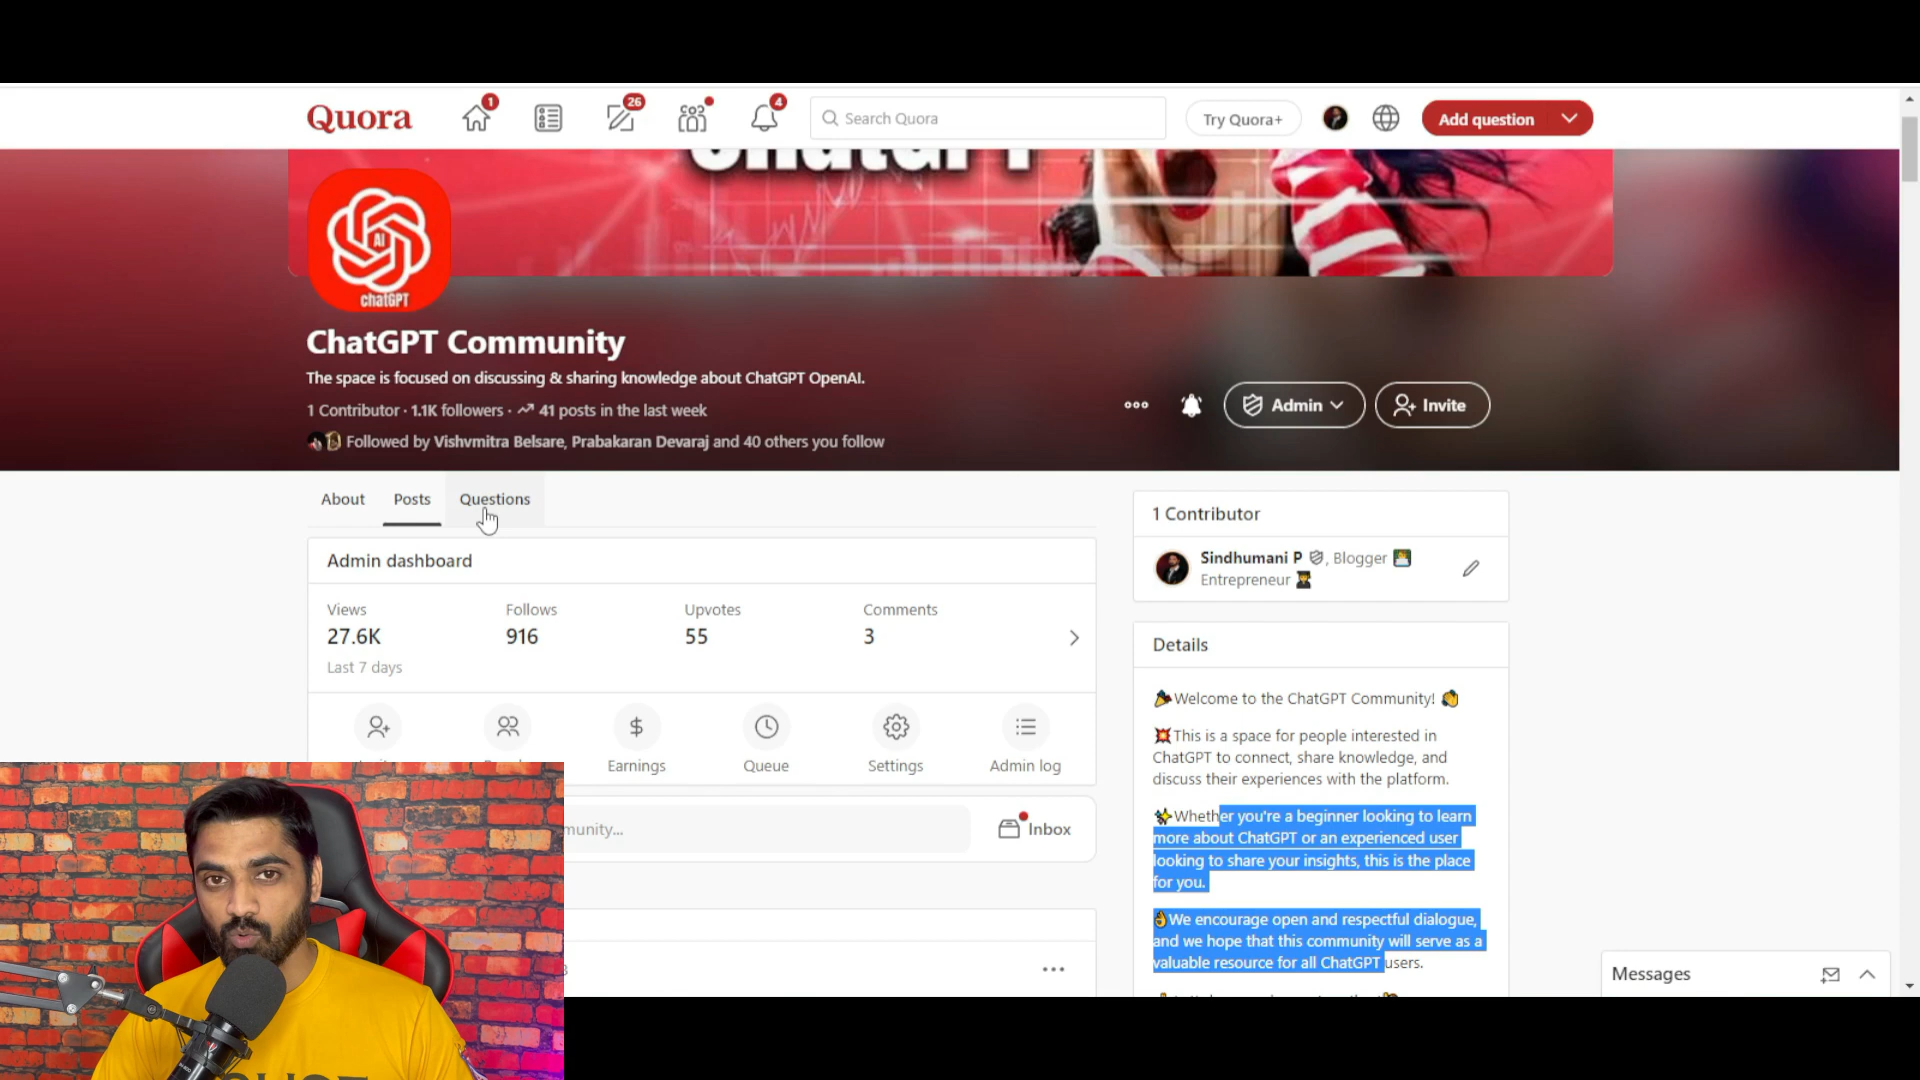 Quora
1
26
4
Search Quora
Try Quora+
Add question
ChatGPT
AI
chatGPT
ChatGPT Community
The space is focused on discussing & sharing knowledge about ChatGPT OpenAI.
1 Contributor · 1.1K followers · 41 posts in the last week
Followed by Vishvmitra Belsare, Prabakaran Devaraj and 40 others you follow
Admin
Invite
About
Posts
Questions
Admin dashboard
Views
Follows
Upvotes
Comments
27.6K
916
55
3
Last 7 days
Earnings
Queue
Settings
Admin log
munity...
Inbox
1 Contributor
Sindhumani P , Blogger
Entrepreneur
Details
Welcome to the ChatGPT Community!
This is a space for people interested in
ChatGPT to connect, share knowledge, and
discuss their experiences with the platform.
Whether you're a beginner looking to learn
more about ChatGPT or an experienced user
looking to share your insights, this is the place
for you.
We encourage open and respectful dialogue,
and we hope that this community will serve as a
valuable resource for all ChatGPT users.
Messages